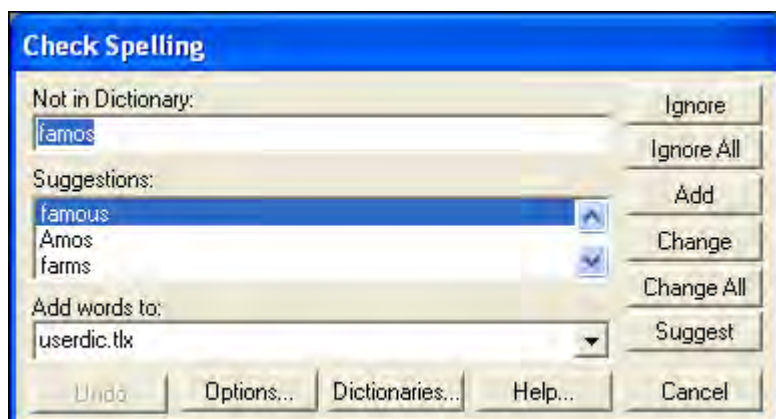 Check Spelling
Not in Dictionary:
famos
Ignore
Ignore All
Suggestions:
famous
Amos
farms
Add
Change
Change All
Add words to:
userdic.tlx
Suggest
Undo
Options...
Dictionaries...
Help...
Cancel